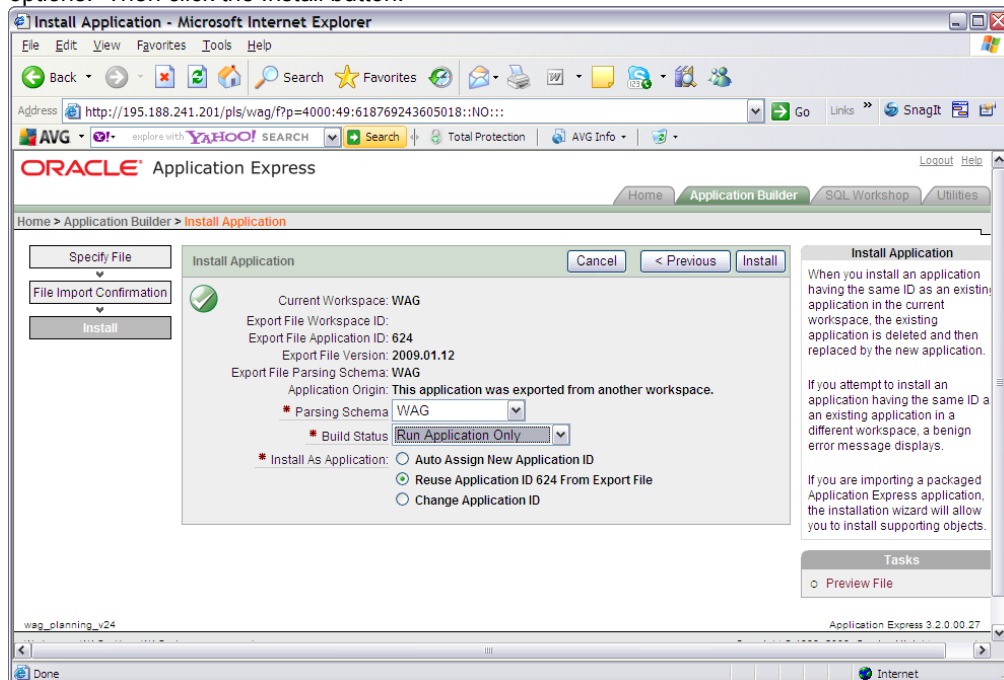 options. Then click the Install button.
Install Application - Microsoft Internet Explorer
File Edit View Favorites Tools Help
Back Search Favorites
Address http://195.188.241.201/pls/wag/f?p=4000:49:618769243605018::NO::: Go Links » SnagIt
AVG explore with YAHOO! SEARCH Search Total Protection AVG Info
ORACLE Application Express
Logout Help
Home Application Builder SQL Workshop Utilities
Home > Application Builder > Install Application
Specify File
File Import Confirmation
Install
Install Application Cancel < Previous Install
Current Workspace: WAG
Export File Workspace ID:
Export File Application ID: 624
Export File Version: 2009.01.12
Export File Parsing Schema: WAG
Application Origin: This application was exported from another workspace.
* Parsing Schema WAG
* Build Status Run Application Only
* Install As Application: Auto Assign New Application ID
Reuse Application ID 624 From Export File
Change Application ID
Install Application
When you install an application
having the same ID as an existing
application in the current
workspace, the existing
application is deleted and then
replaced by the new application.
If you attempt to install an
application having the same ID a
an existing application in a
different workspace, a benign
error message displays.
If you are importing a packaged
Application Express application,
the installation wizard will allow
you to install supporting objects.
Tasks
Preview File
wag_planning_v24
Application Express 3.2.0.00.27
Done
Internet